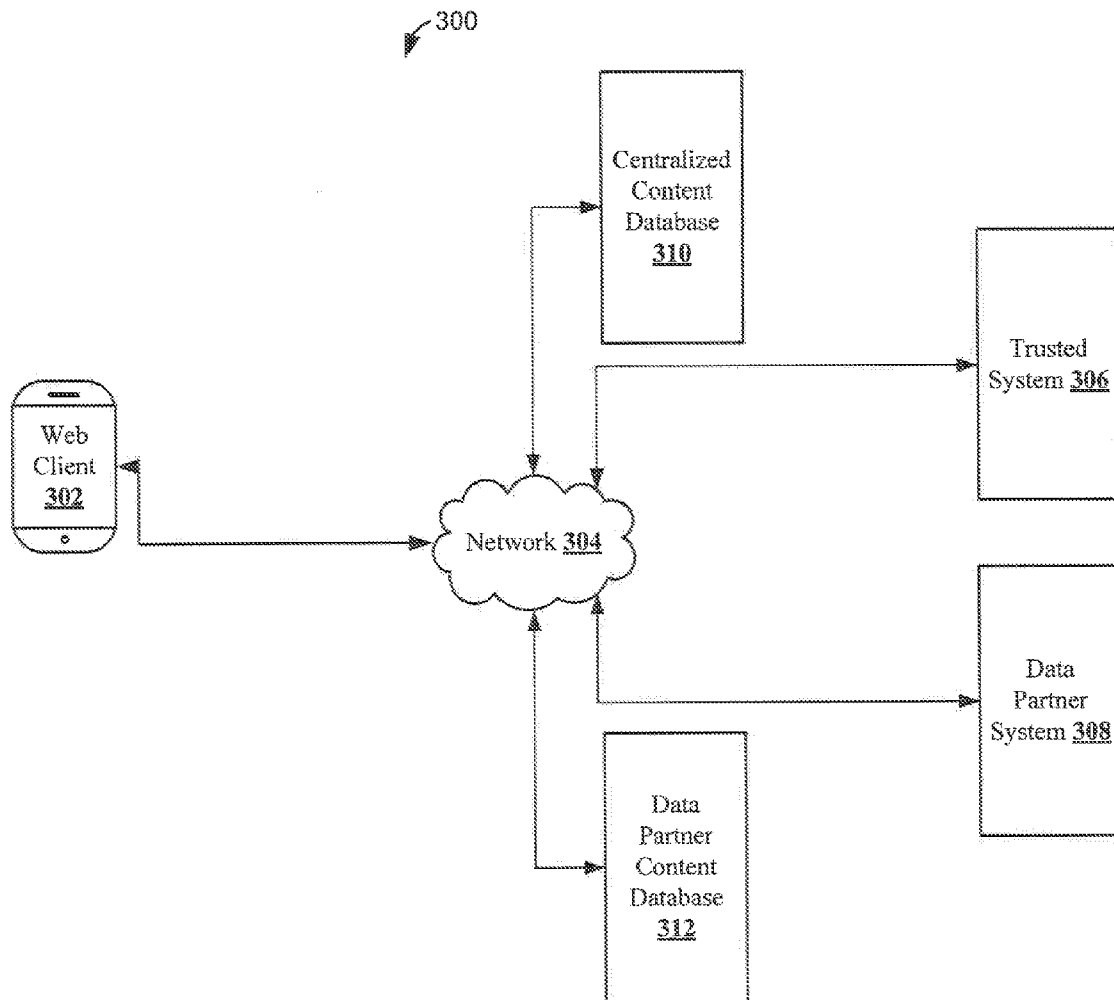 300
Centralized
Content
Database
310
Trusted
System 306
Web
Client
302
Network 304
Data
Partner
System 308
Data
Partner
Content
Database
312